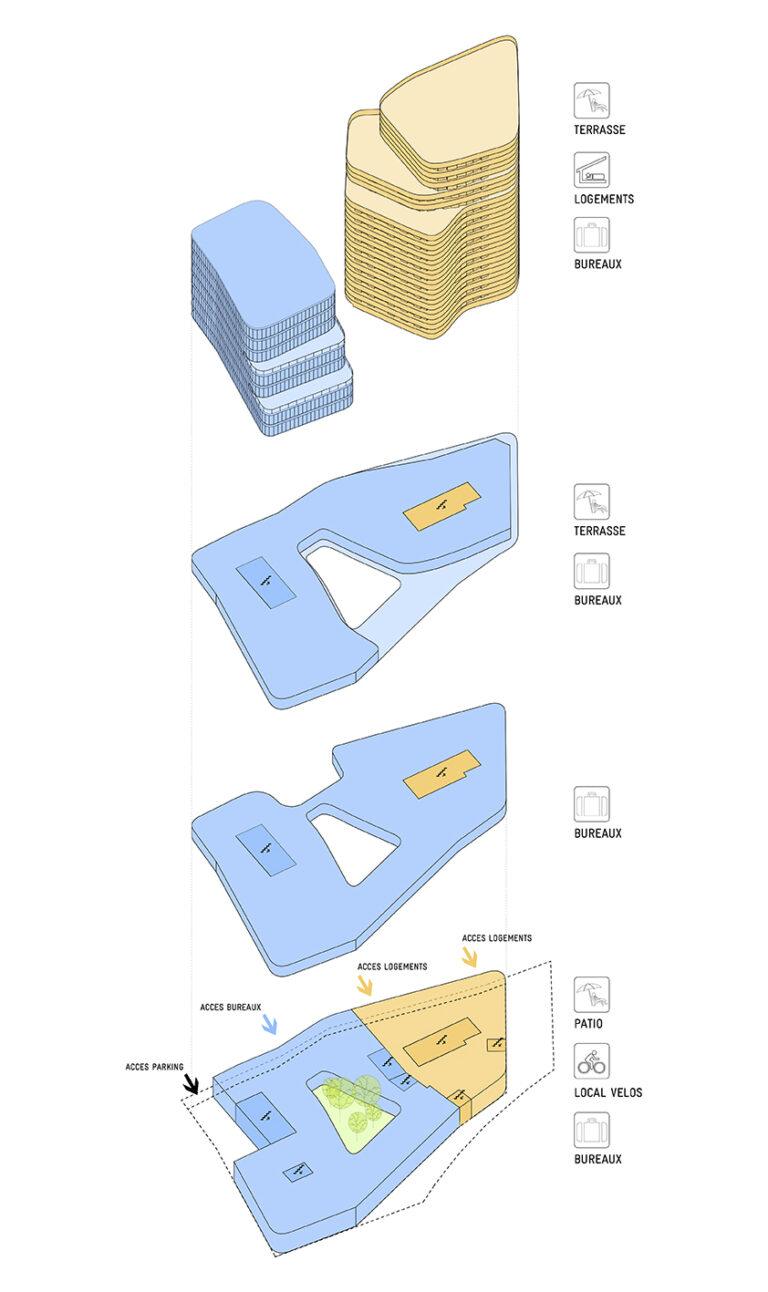 TERRASSE
LOGEMENTS
BUREAUX
TERRASSE
BUREAUX
BUREAUX
ACCES LOGEMENTS
ACCES LOGEMENTS
ACCES BUREAUX
ACCES PARKING
PATIO
LOCAL VELOS
BUREAUX